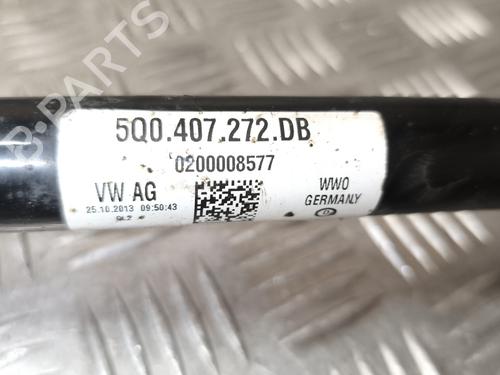 B-PARTS
5Q0.407.272.DB
0200008577
VW AG
25.10.2013 09:50:43
WWO
GERMANY